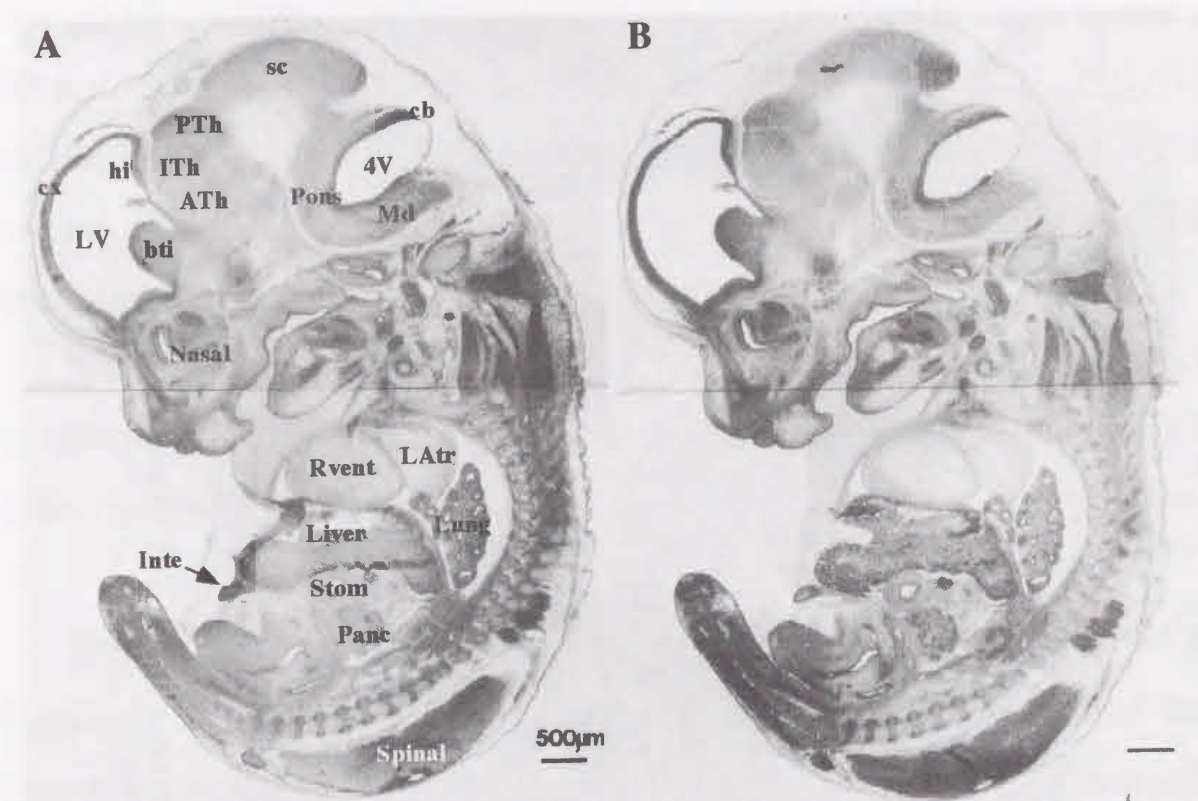 A
B
sc
PTh
cb
hi
ITh
4V
cx
ATh
Pons
Md
LV
bti
Nasal
Rvent
LAtr
Lung
Liver
Inte
Stom
Panc
500µm
Spinal